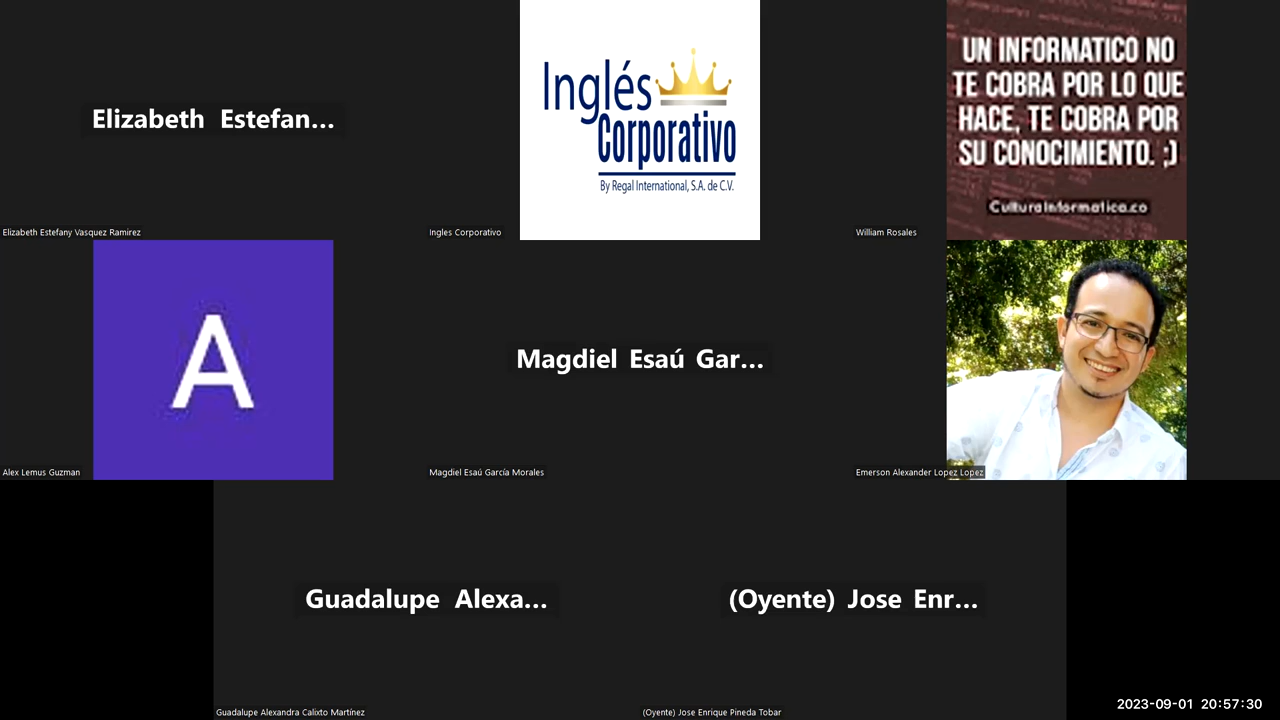 Elizabeth Estefan...
Elizabeth Estefany Vasquez Ramirez
Inglés
Corporativo
By Regal International, S.A. de C.V.
Ingles Corporativo
UN INFORMATICO NO
TE COBRA POR LO QUE
HACE, TE COBRA POR
SU CONOCIMIENTO. ;)
CulturaInformatica.co
William Rosales
A
Alex Lemus Guzman
Magdiel Esaú Gar...
Magdiel Esaú García Morales
Emerson Alexander Lopez Lopez
Guadalupe Alexa...
Guadalupe Alexandra Calixto Martínez
(Oyente) Jose Enr...
(Oyente) Jose Enrique Pineda Tobar
2023-09-01 20:57:30